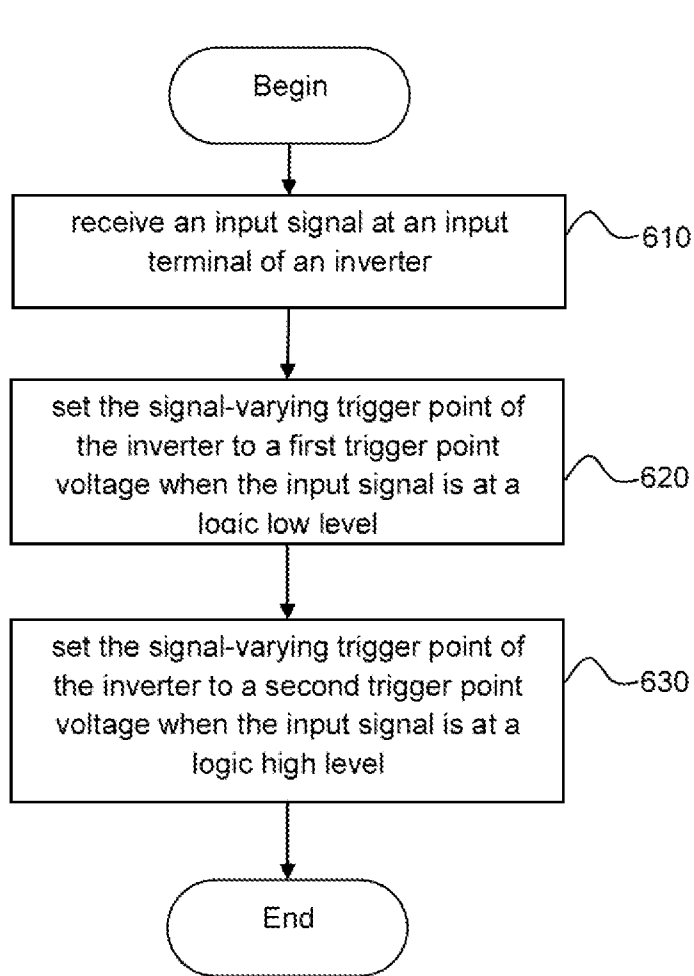 Begin
receive an input signal at an input
terminal of an inverter
610
set the signal-varying trigger point of
the inverter to a first trigger point
voltage when the input signal is at a
logic low level
620
set the signal-varying trigger point of
the inverter to a second trigger point
voltage when the input signal is at a
logic high level
630
End